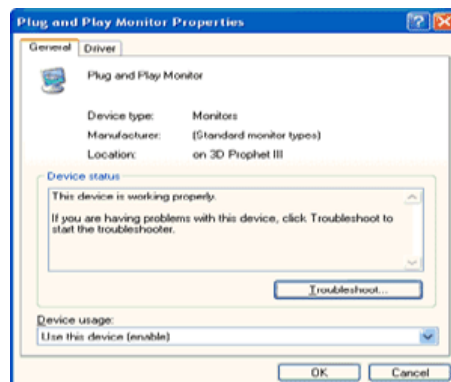 Plug and Play Monitor Properties
General Driver
Plug and Play Monitor
Device type: Monitors
Manufacturer: (Standard monitor types)
Location: on 3D Prophet III
Device status
This device is working properly.
If you are having problems with this device, click Troubleshoot to
start the troubleshooter.
Troubleshoot...
Device usage:
Use this device (enable)
OK Cancel